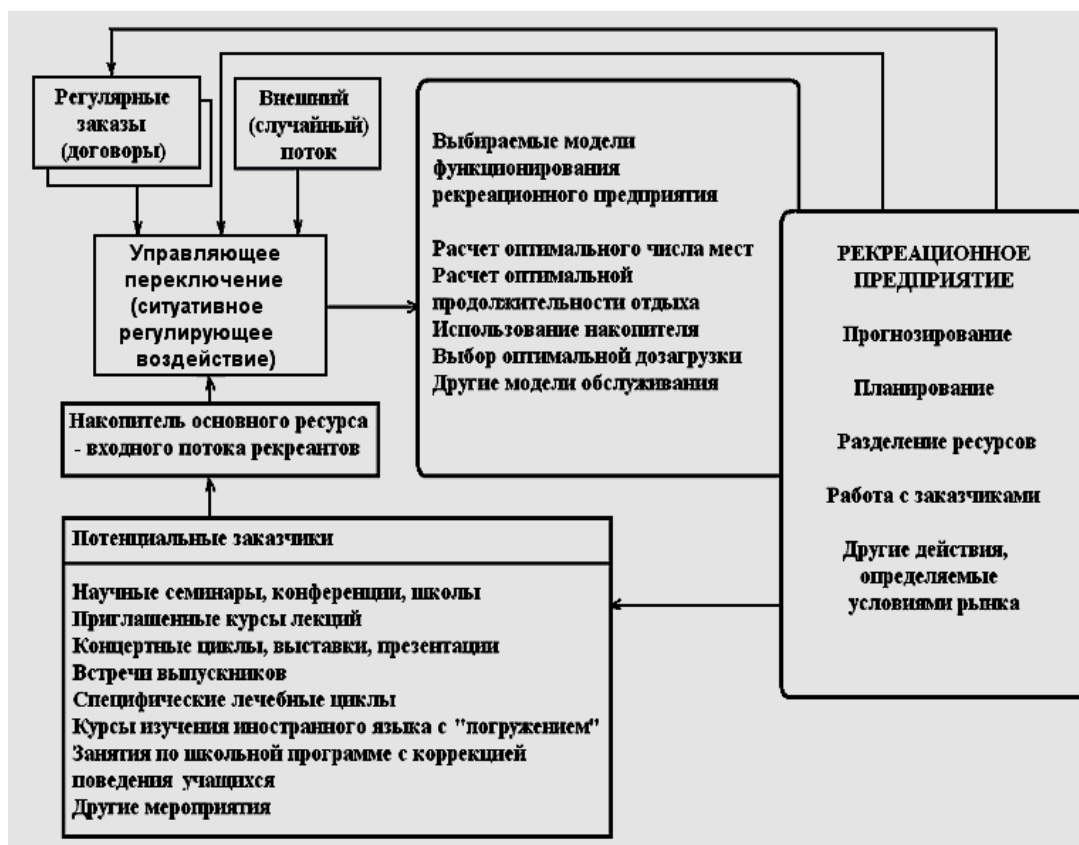 Регулярные
заказы
(договоры)
Внешний
(случайный)
поток
Управляющее
переключение
(ситуативное
регулирующее
воздействие)
Накопитель основного ресурса
- входного потока рекреантов
Потенциальные заказчики
Научные семинары, конференции, школы
Приглашенные курсы лекций
Концертные циклы, выставки, презентации
Встречи выпускников
Специфические лечебные циклы
Курсы изучения иностранного языка с "погружением"
Занятия по школьной программе с коррекцией
поведения учащихся
Другие мероприятия
Выбираемые модели
функционирования
рекреационного предприятия
Расчет оптимального числа мест
Расчет оптимальной
продолжительности отдыха
Использование накопителя
Выбор оптимальной дозагрузки
Другие модели обслуживания
РЕКРЕАЦИОННОЕ
ПРЕДПРИЯТИЕ
Прогнозирование
Планирование
Разделение ресурсов
Работа с заказчиками
Другие действия,
определяемые
условиями рынка